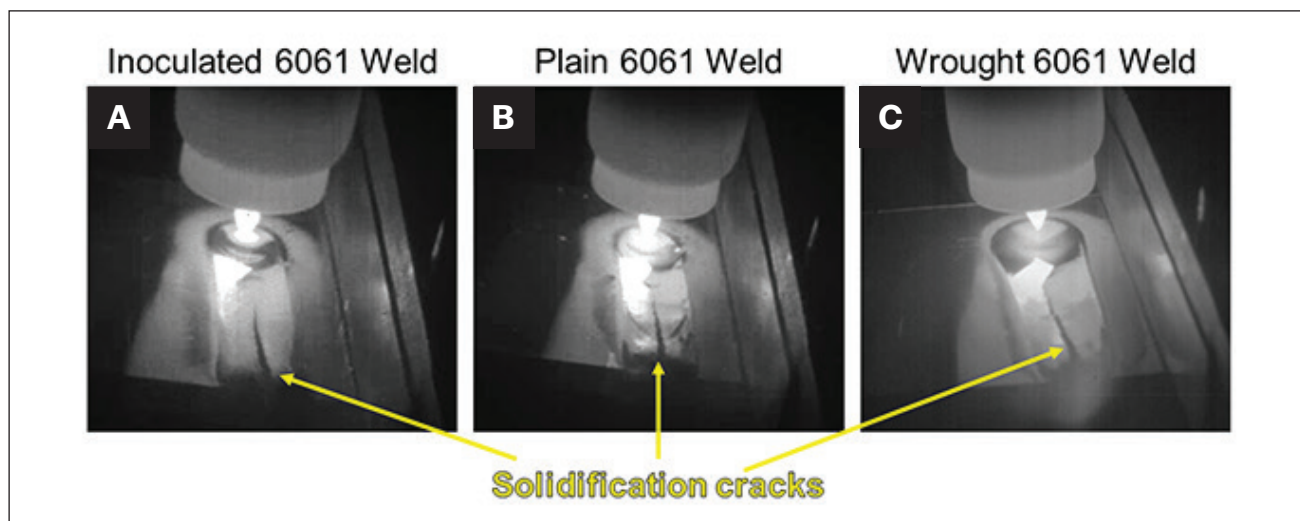 Inoculated 6061 Weld
Plain 6061 Weld
Wrought 6061 Weld
A
B
C
Solidification cracks